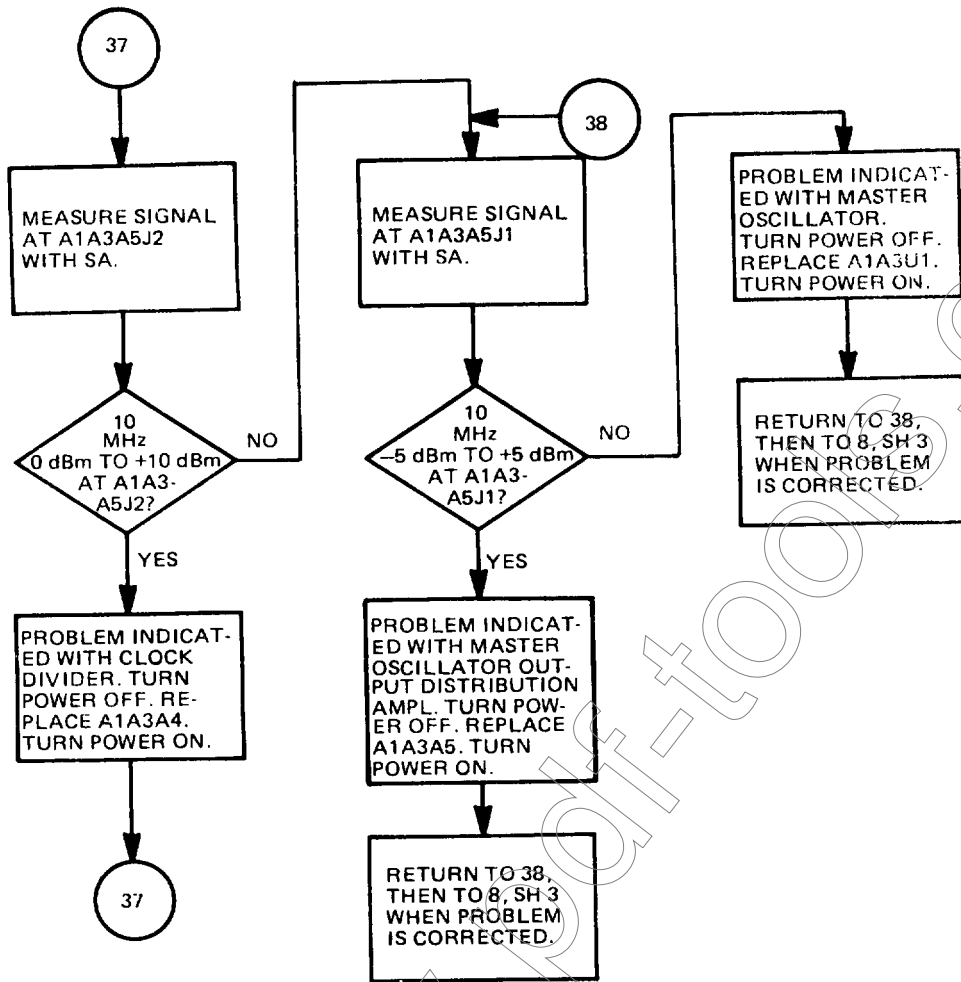 37
MEASURE SIGNAL
AT A1A3A5J2
WITH SA.
10
MHz
0 dBm TO +10 dBm
AT A1A3-
A5J2?
NO
YES
PROBLEM INDICAT-
ED WITH CLOCK
DIVIDER. TURN
POWER OFF. RE-
PLACE A1A3A4.
TURN POWER ON.
37
38
MEASURE SIGNAL
AT A1A3A5J1
WITH SA.
10
MHz
—5 dBm TO +5 dBm
AT A1A3-
A5J1?
NO
YES
PROBLEM INDICAT-
ED WITH MASTER
OSCILLATOR OUT-
PUT DISTRIBUTION
AMPL. TURN POW-
ER OFF. REPLACE
A1A3A5. TURN
POWER ON.
RETURN TO 38,
THEN TO 8, SH 3
WHEN PROBLEM
IS CORRECTED.
PROBLEM INDICAT-
ED WITH MASTER
OSCILLATOR.
TURN POWER OFF.
REPLACE A1A3U1.
TURN POWER ON.
RETURN TO 38,
THEN TO 8, SH 3
WHEN PROBLEM
IS CORRECTED.
pdf-tools